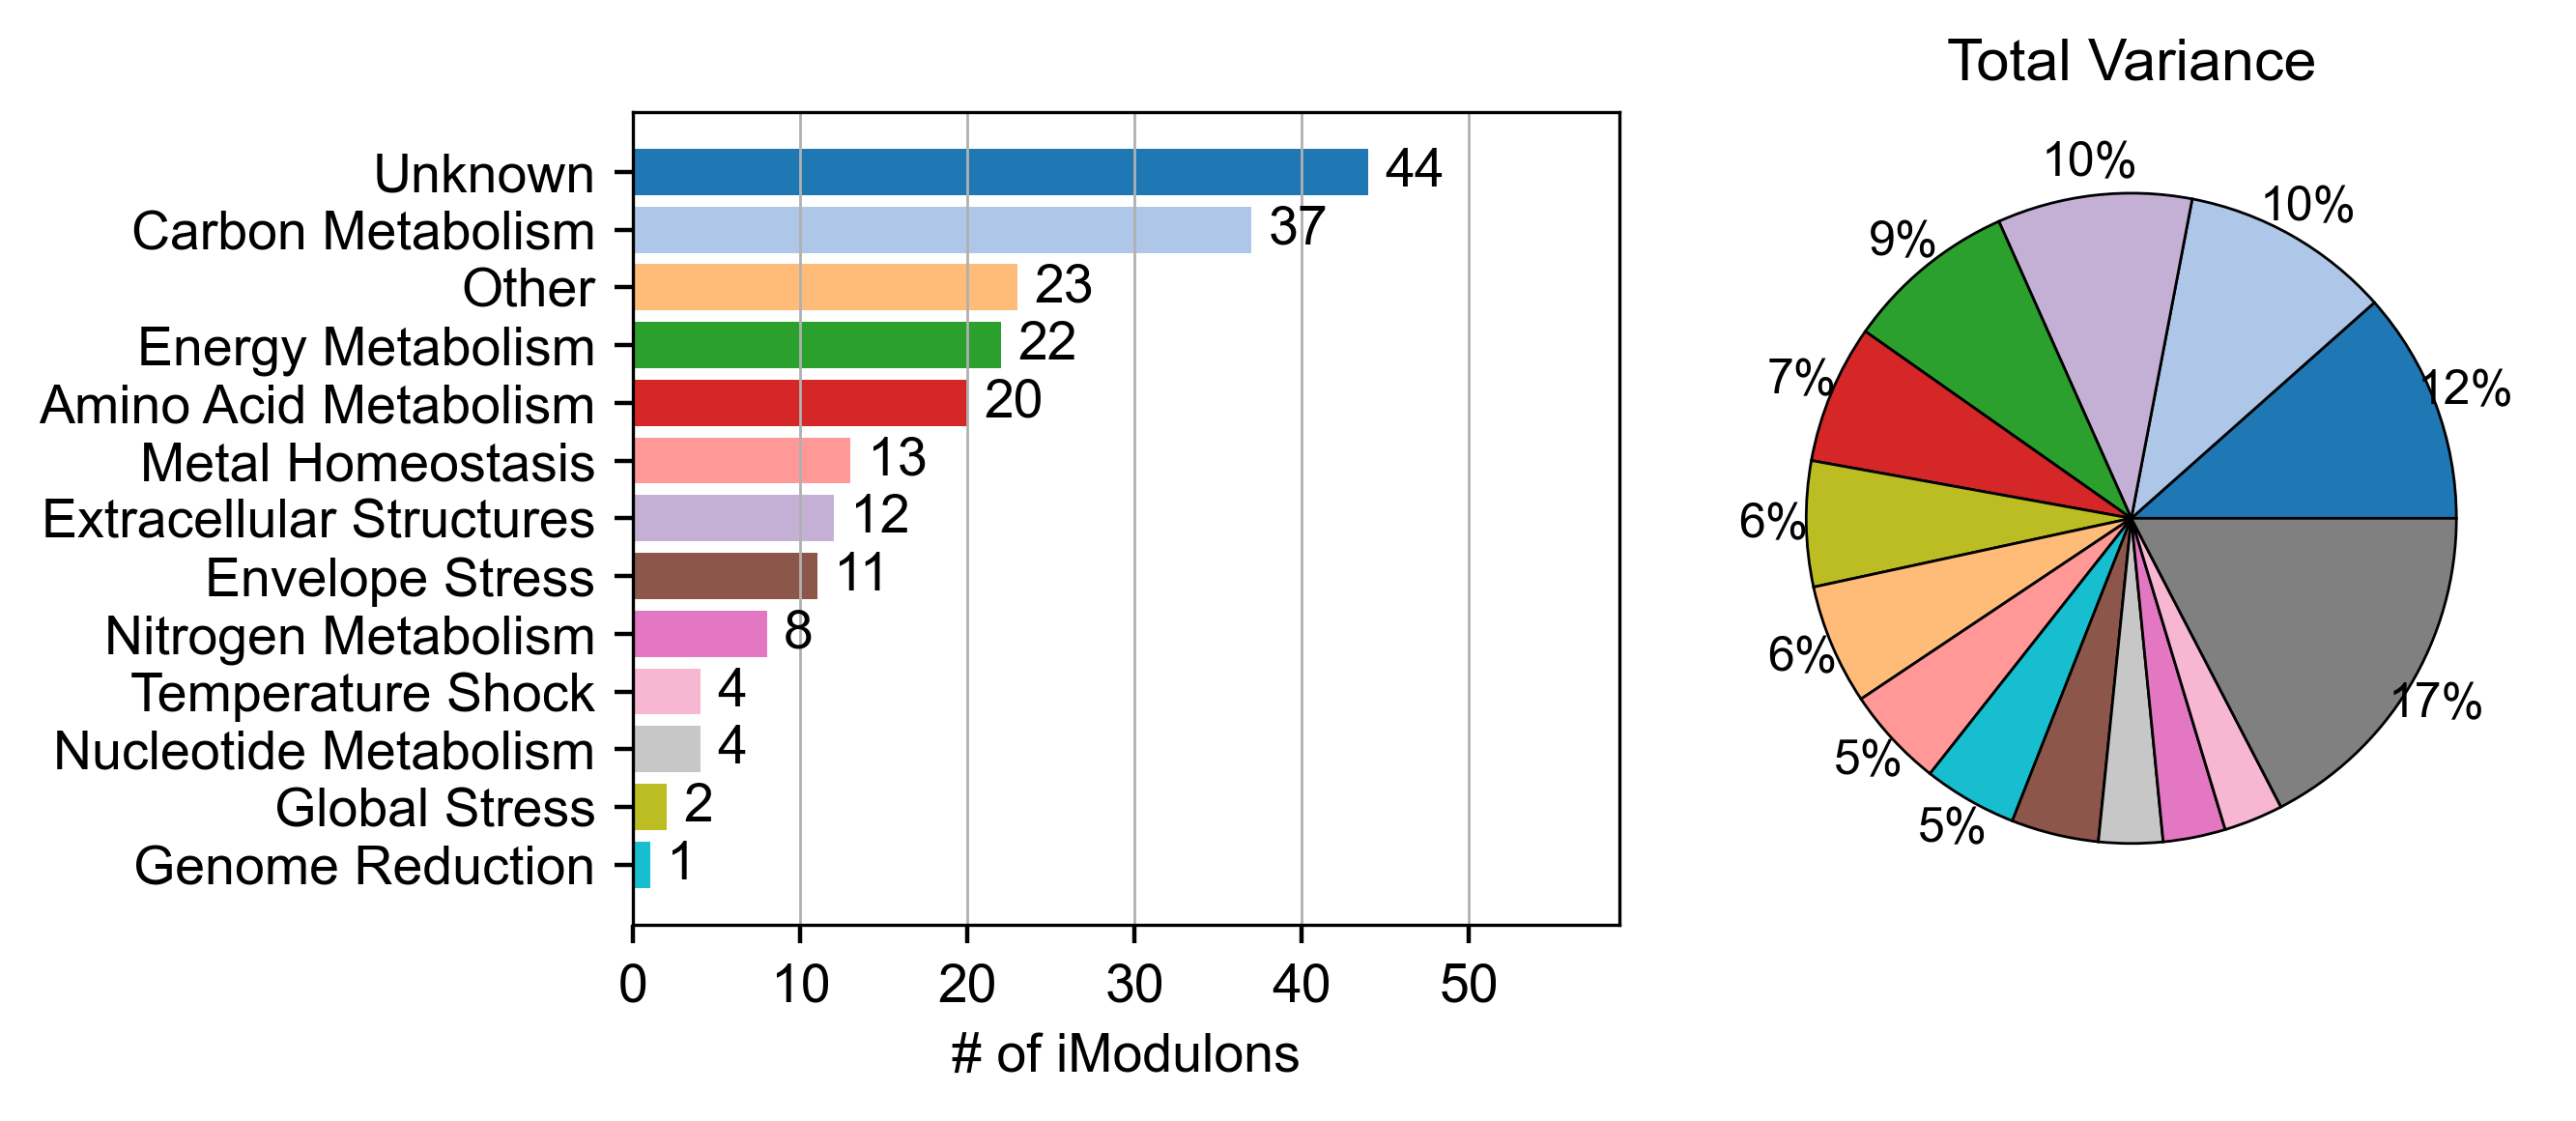 Unknown 44
Carbon Metabolism 37
Other 23
Energy Metabolism 22
Amino Acid Metabolism 20
Metal Homeostasis 13
Extracellular Structures 12
Envelope Stress 11
Nitrogen Metabolism 8
Temperature Shock 4
Nucleotide Metabolism 4
Global Stress 2
Genome Reduction 1
0 10 20 30 40 50
# of iModulons
Total Variance
10%
10%
9%
12%
7%
6%
6%
17%
5%
5%